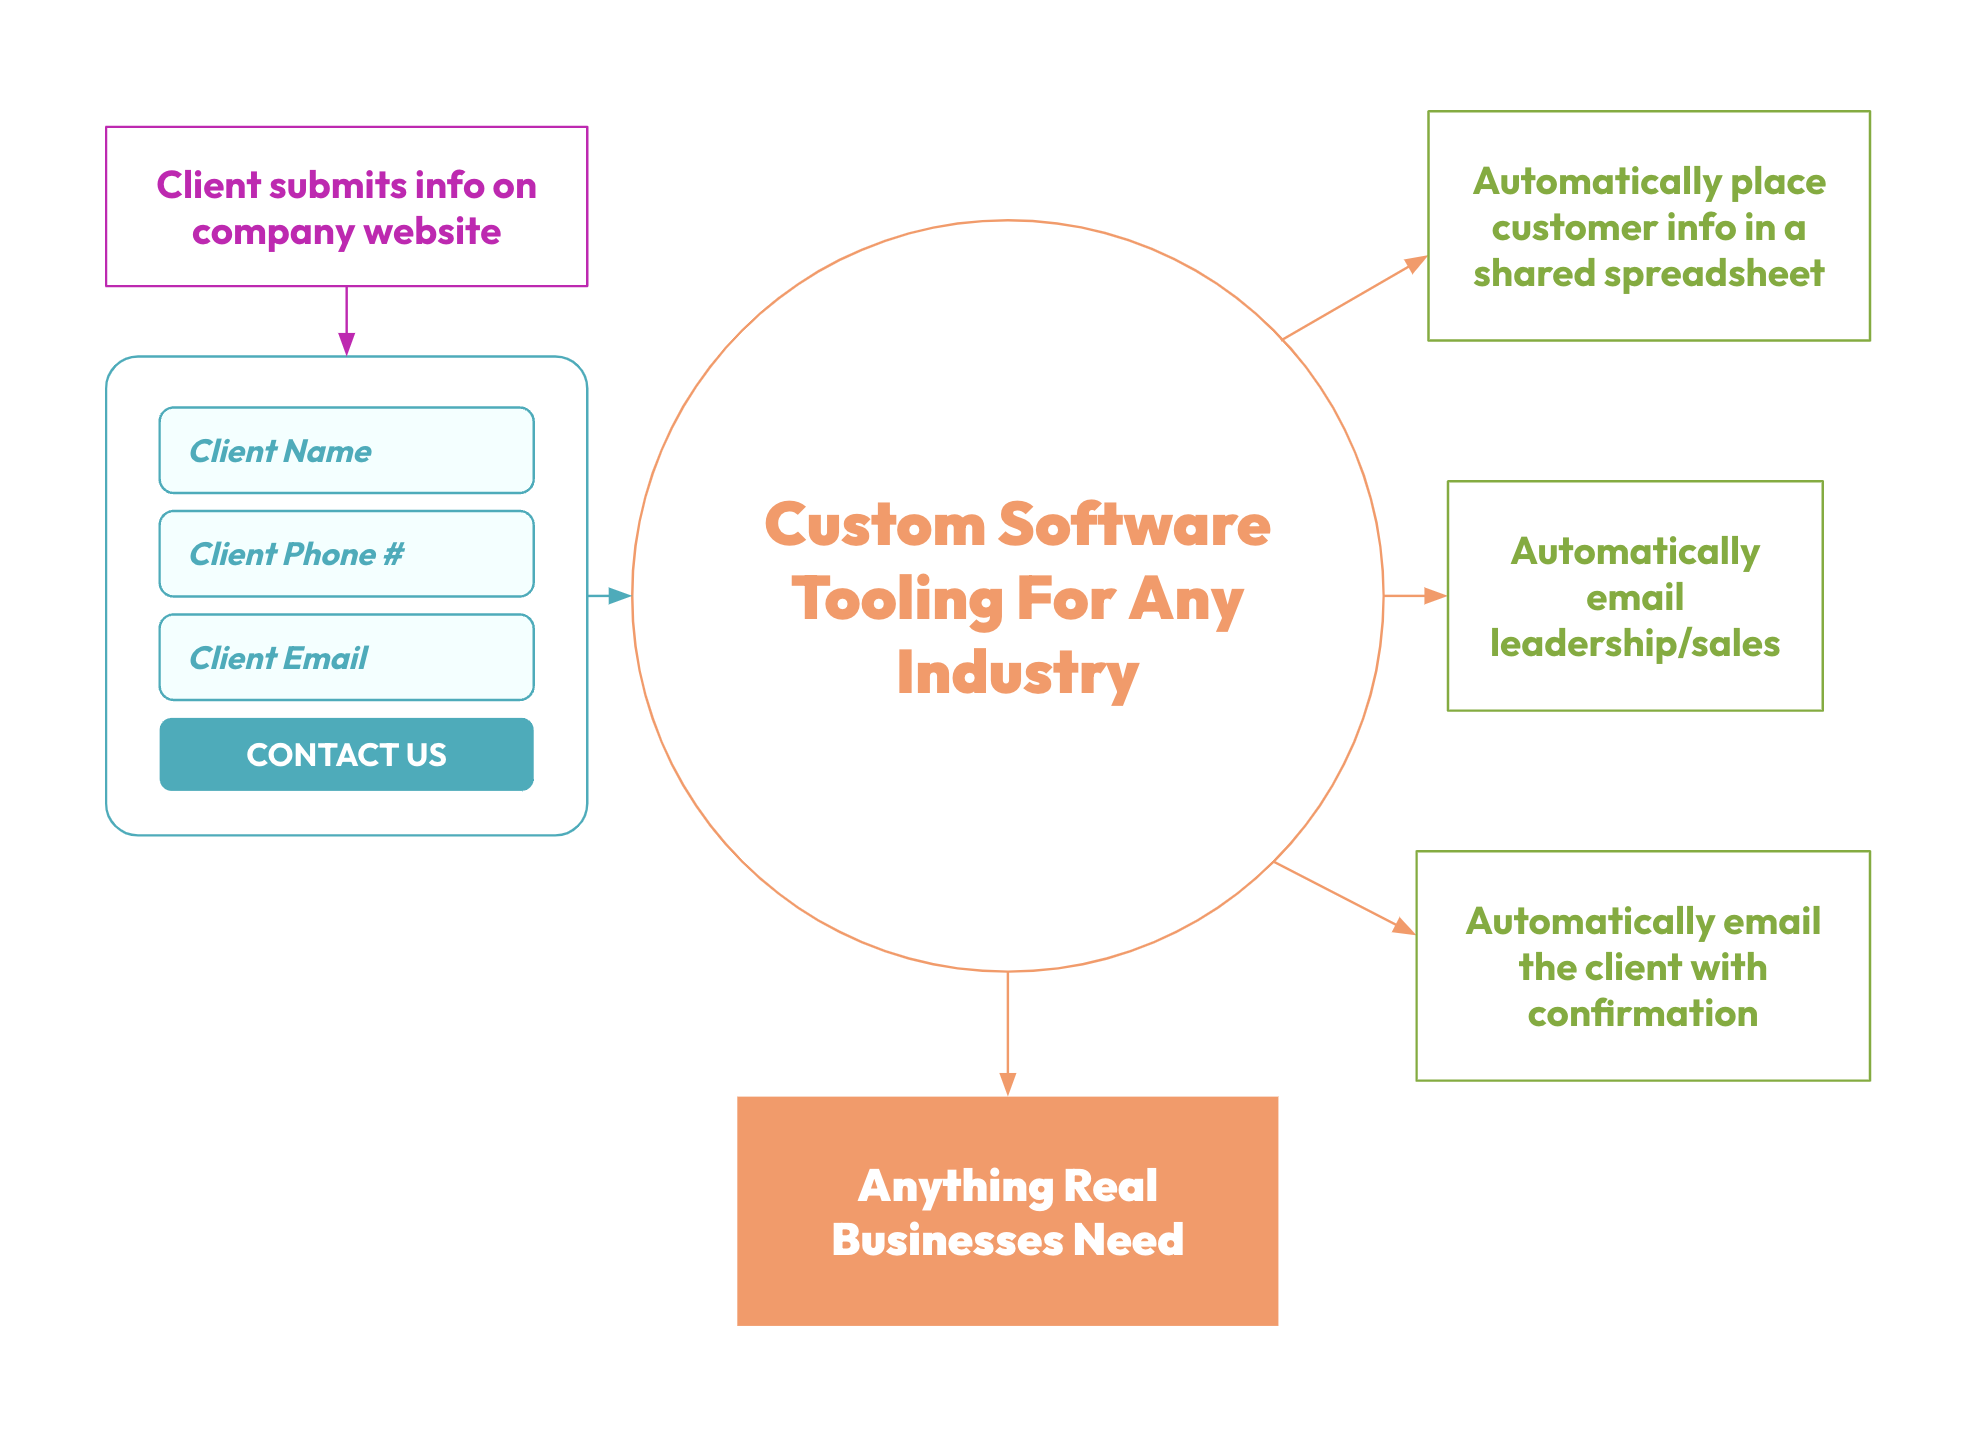 Client submits info on
company website
Client Name
Client Phone #
Client Email
CONTACT US
Custom Software
Tooling For Any
Industry
Automatically place
customer info in a
shared spreadsheet
Automatically
email
leadership/sales
Automatically email
the client with
confirmation
Anything Real
Businesses Need